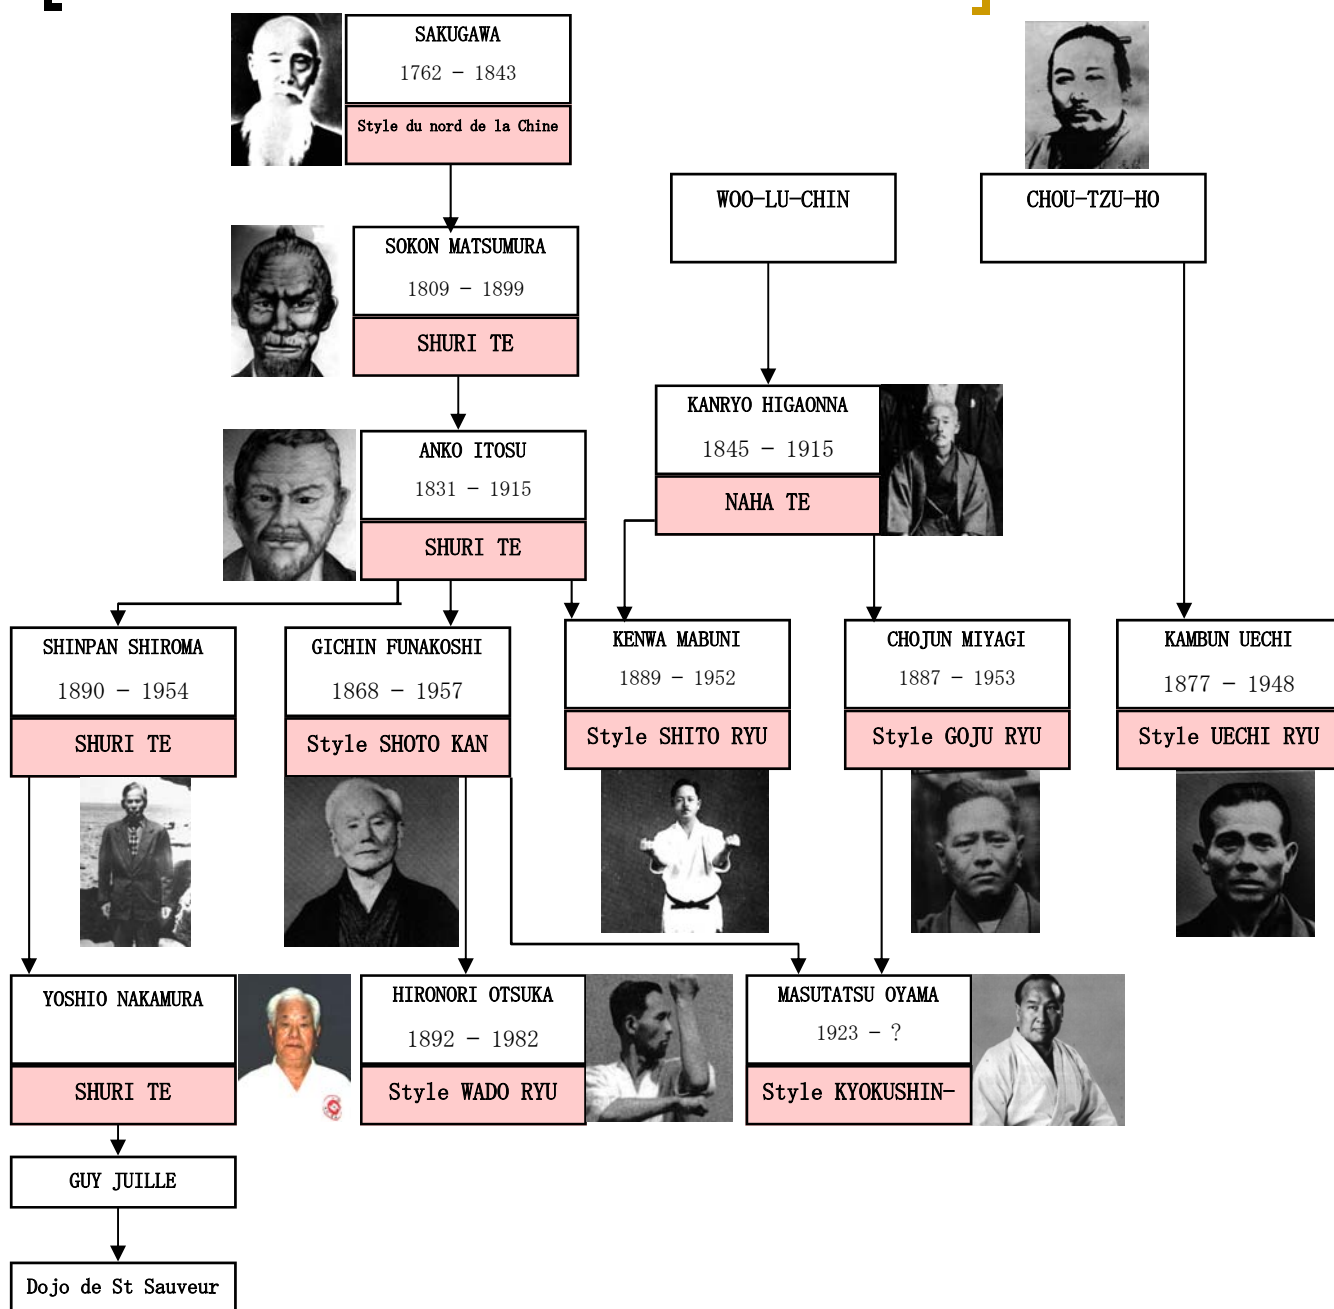 SAKUGAWA
1762 - 1843
Style du nord de la Chine
WOO-LU-CHIN
CHOU-TZU-HO
SOKON MATSUMURA
1809 - 1899
SHURI TE
KANRYO HIGAONNA
1845 - 1915
NAHA TE
ANKO ITOSU
1831 - 1915
SHURI TE
SHINPAN SHIROMA
1890 - 1954
SHURI TE
GICHIN FUNAKOSHI
1868 - 1957
Style SHOTO KAN
KENWA MABUNI
1889 - 1952
Style SHITO RYU
CHOJUN MIYAGI
1887 - 1953
Style GOJU RYU
KAMBUN UECHI
1877 - 1948
Style UECHI RYU
YOSHIO NAKAMURA
SHURI TE
HIRONORI OTSUKA
1892 - 1982
Style WADO RYU
MASUTATSU OYAMA
1923 - ?
Style KYOKUSHIN-
GUY JUILLE
Dojo de St Sauveur